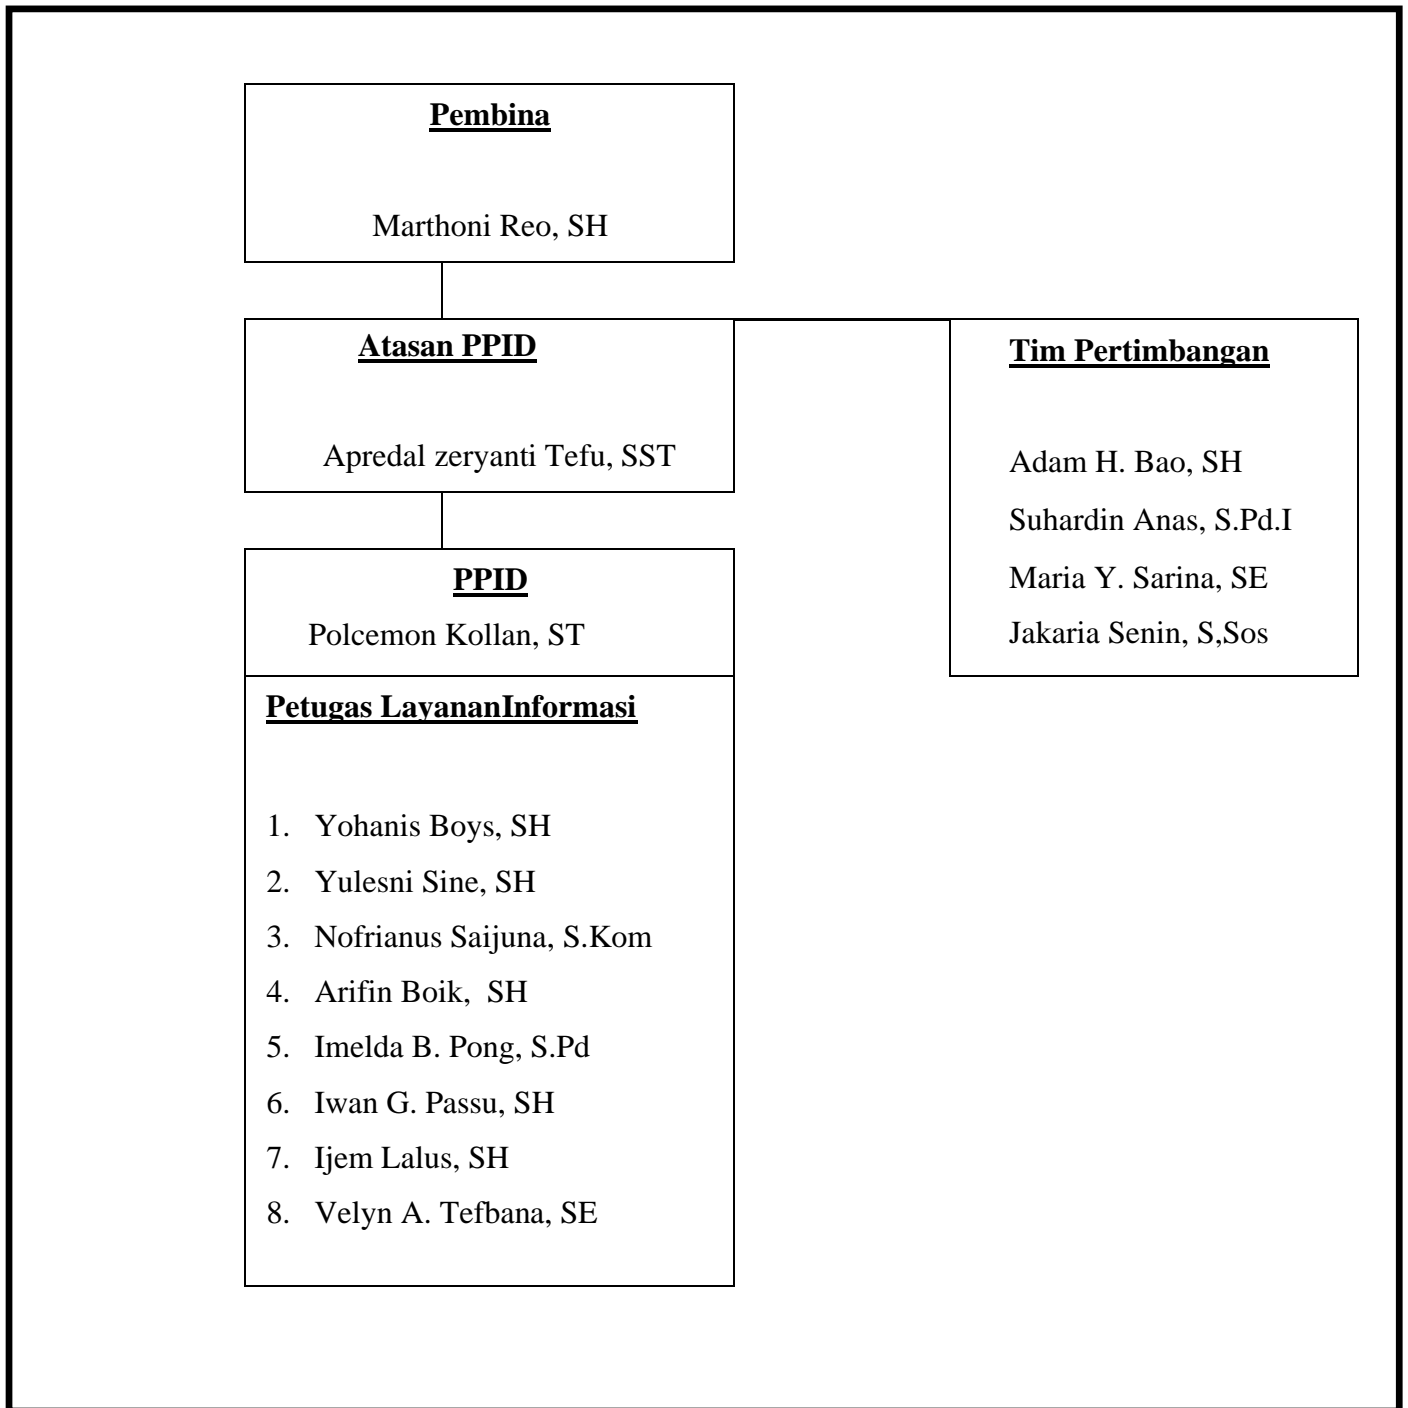 Pembina
Marthoni Reo, SH
Atasan PPID
Apredal zeryanti Tefu, SST
Tim Pertimbangan
Adam H. Bao, SH
Suhardin Anas, S.Pd.I
Maria Y. Sarina, SE
Jakaria Senin, S,Sos
PPID
Polcemon Kollan, ST
Petugas LayananInformasi
1. Yohanis Boys, SH
2. Yulesni Sine, SH
3. Nofrianus Saijuna, S.Kom
4. Arifin Boik,  SH
5. Imelda B. Pong, S.Pd
6. Iwan G. Passu, SH
7. Ijem Lalus, SH
8. Velyn A. Tefbana, SE